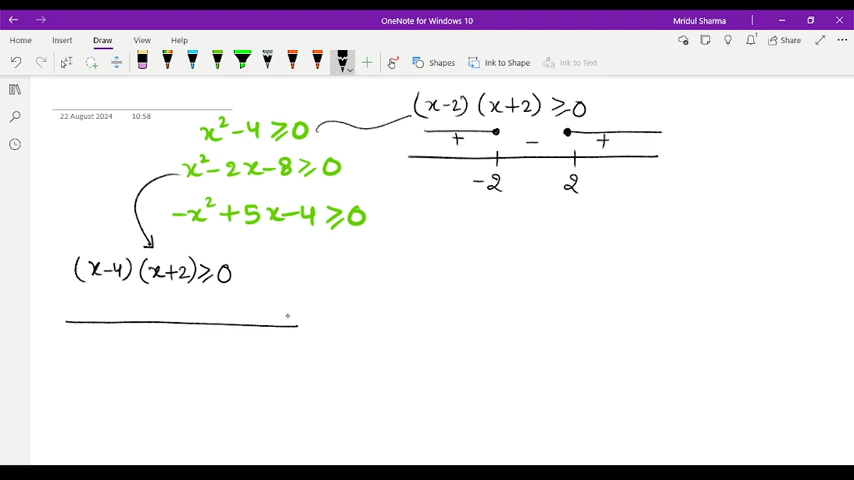 OneNote for Windows 10
Mridul Sharma
Home Insert Draw View Help
Share
Shapes Ink to Shape Ink to Text
22 August 2024 10:58
x² - 4 ≥ 0
x² - 2x - 8 ≥ 0
-x² + 5x - 4 ≥ 0
(x-4) (x+2) ≥ 0
(x-2) (x+2) ≥ 0
+ - +
-2 2